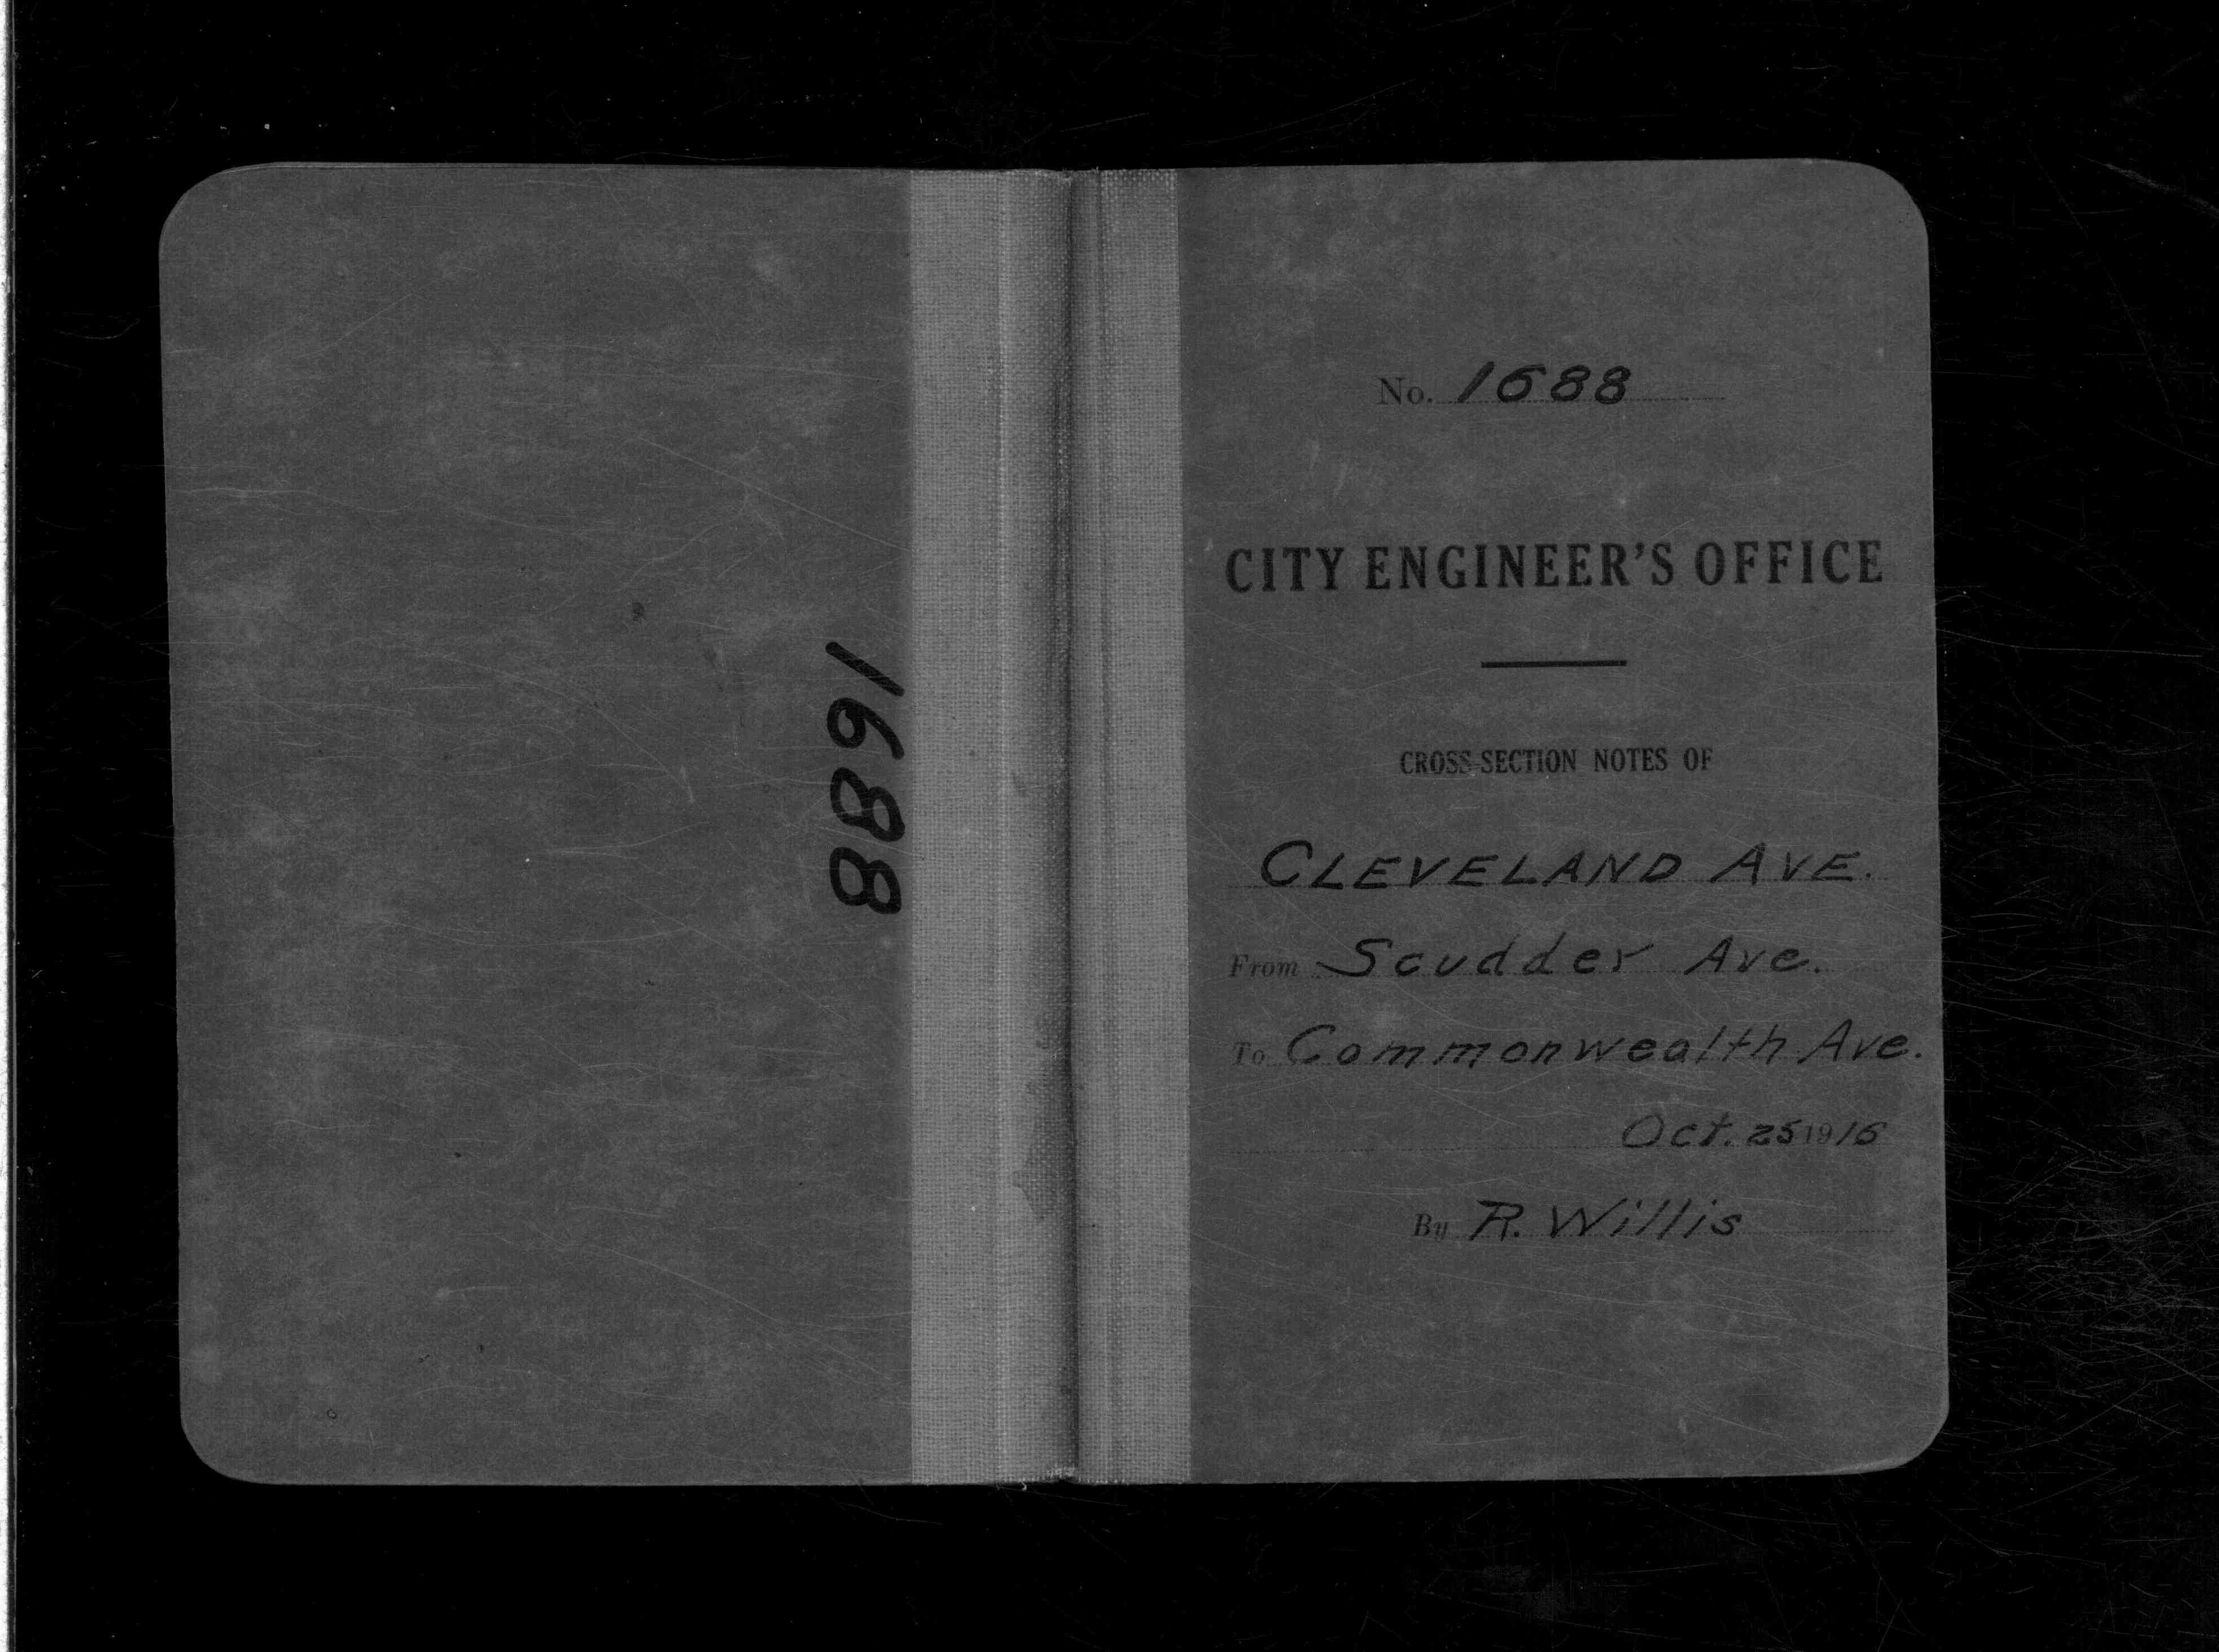 1688
No. 1688
CITY ENGINEER'S OFFICE
CROSS-SECTION NOTES OF
CLEVELAND AVE.
From Scudder Ave.
To Commonwealth Ave.
Oct. 25 1916
By R. Willis